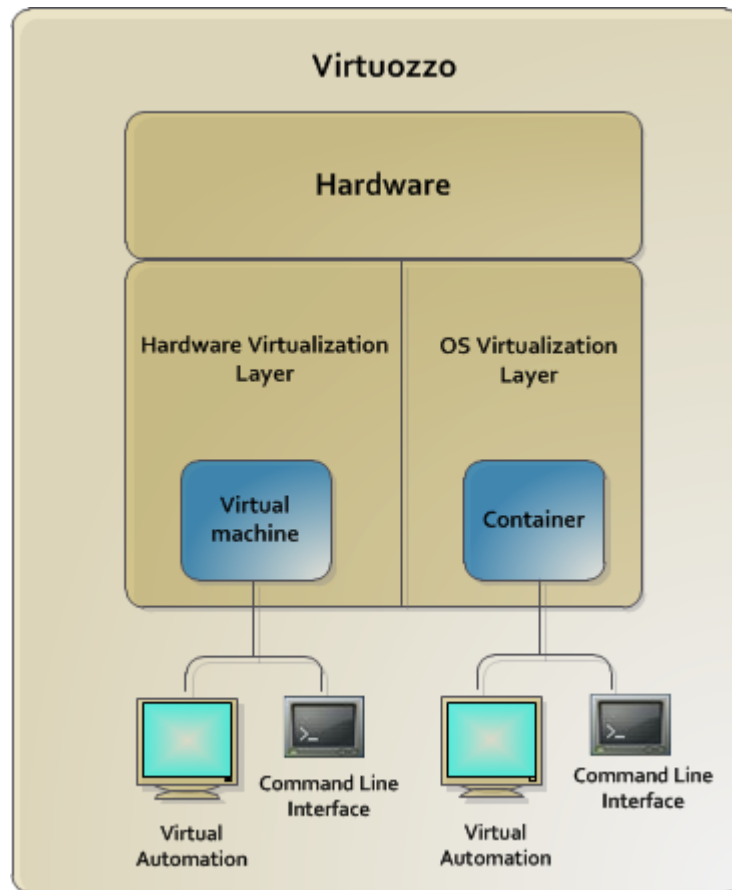 Virtuozzo
Hardware
Hardware Virtualization
Layer
OS Virtualization
Layer
Virtual
machine
Container
>_
Command Line
Interface
Virtual
Automation
>_
Command Line
Interface
Virtual
Automation